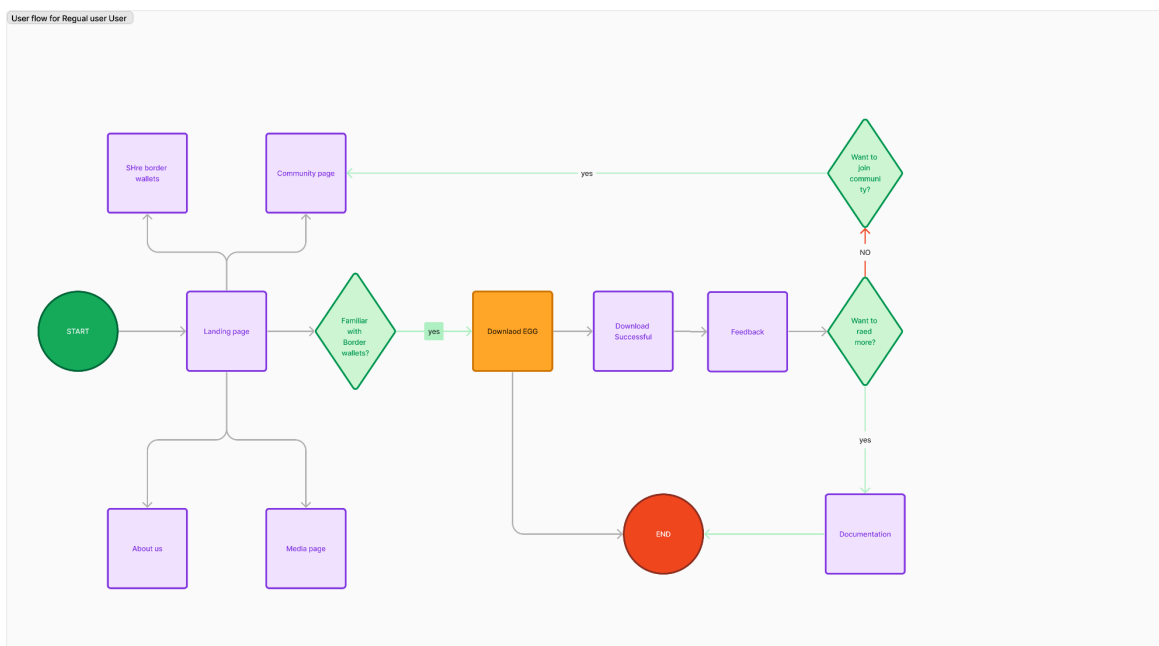 User flow for Regual user User
SHre border
wallets
Community page
yes
Want to
join
communi
ty?
NO
START
Landing page
Familiar
with
Border
wallets?
yes
Downlaod EGG
Download
Successful
Feedback
Want to
raed
more?
yes
About us
Media page
END
Documentation